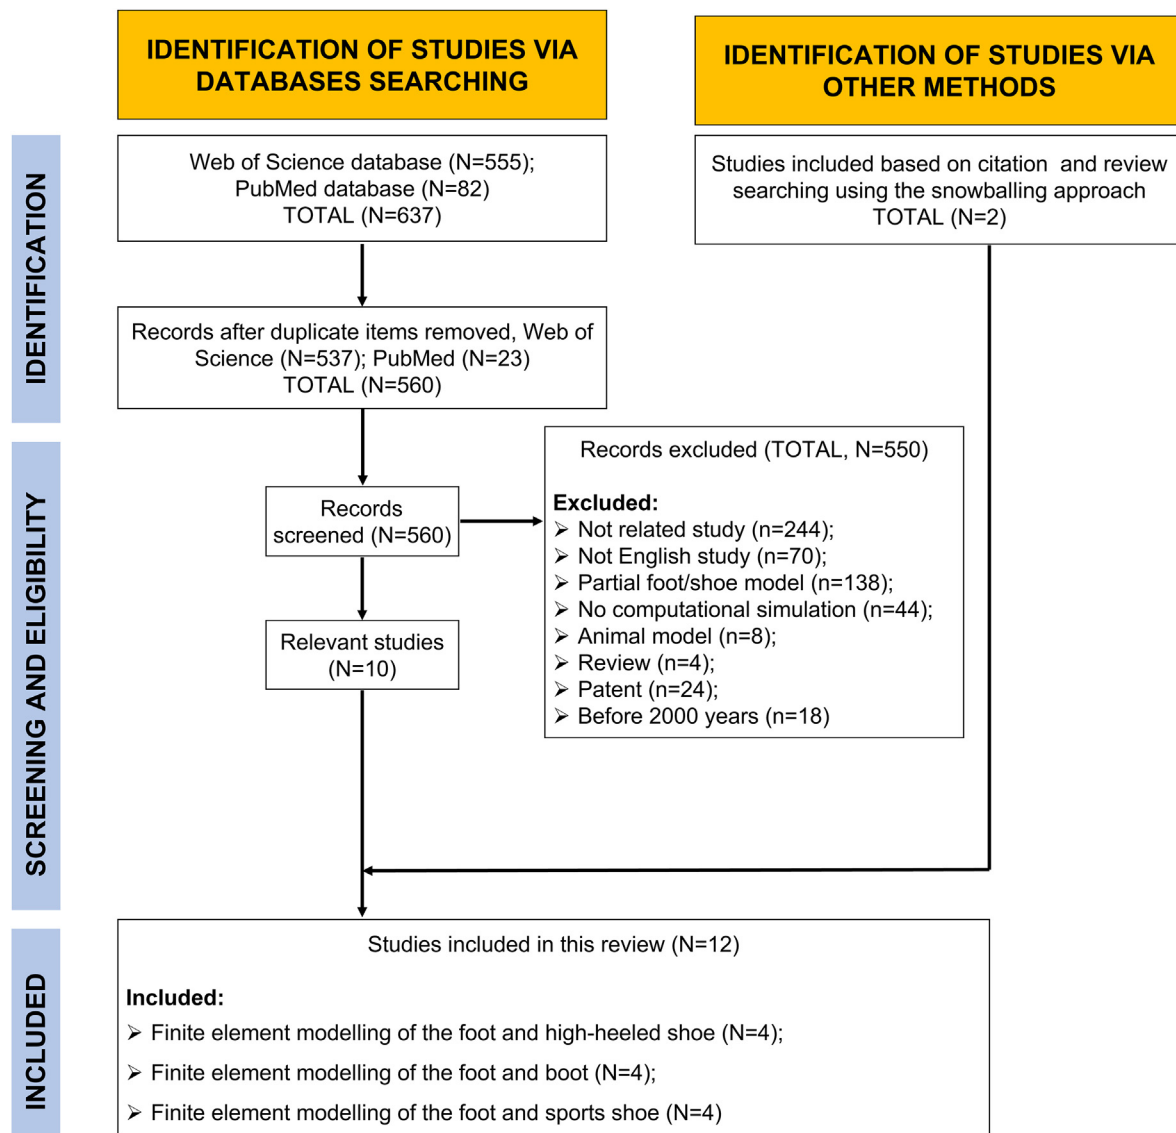 IDENTIFICATION OF STUDIES VIA
DATABASES SEARCHING
IDENTIFICATION OF STUDIES VIA
OTHER METHODS
IDENTIFICATION
Web of Science database (N=555);
PubMed database (N=82)
TOTAL (N=637)
Studies included based on citation and review
searching using the snowballing approach
TOTAL (N=2)
Records after duplicate items removed, Web of
Science (N=537); PubMed (N=23)
TOTAL (N=560)
SCREENING AND ELIGIBILITY
Records
screened (N=560)
Records excluded (TOTAL, N=550)
Excluded:
➢ Not related study (n=244);
➢ Not English study (n=70);
➢ Partial foot/shoe model (n=138);
➢ No computational simulation (n=44);
➢ Animal model (n=8);
➢ Review (n=4);
➢ Patent (n=24);
➢ Before 2000 years (n=18)
Relevant studies
(N=10)
INCLUDED
Studies included in this review (N=12)
Included:
➢ Finite element modelling of the foot and high-heeled shoe (N=4);
➢ Finite element modelling of the foot and boot (N=4);
➢ Finite element modelling of the foot and sports shoe (N=4)